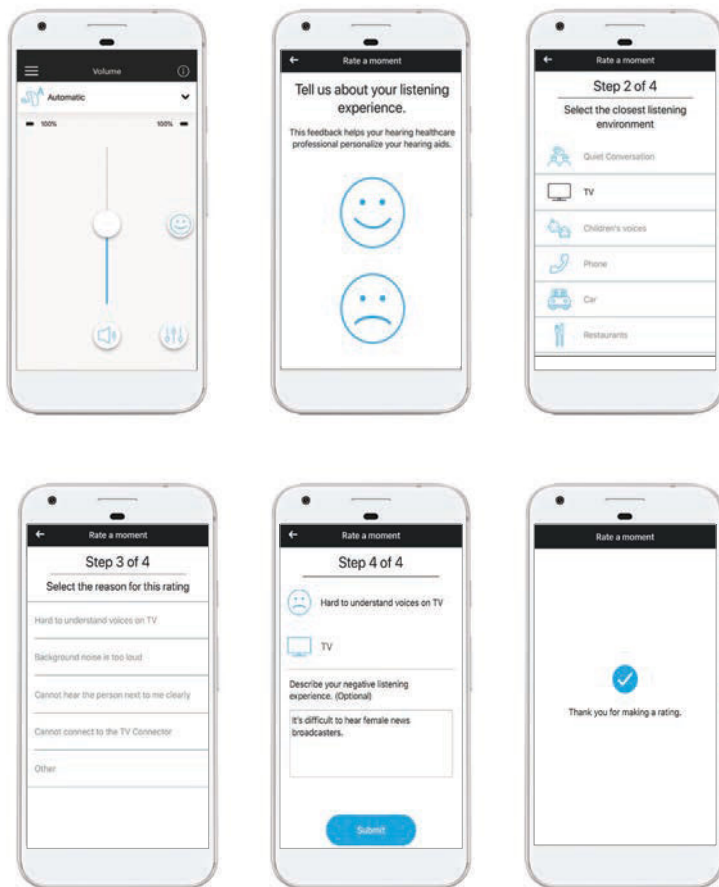 Volume
Automatic
100%
100%
Rate a moment
Tell us about your listening
experience.
This feedback helps your hearing healthcare
professional personalize your hearing aids.
Rate a moment
Step 2 of 4
Select the closest listening
environment
Quiet Conversation
TV
Children's voices
Phone
Car
Restaurants
Rate a moment
Step 3 of 4
Select the reason for this rating
Hard to understand voices on TV
Background noise is too loud
Cannot hear the person next to me clearly
Cannot connect to the TV Connector
Other
Rate a moment
Step 4 of 4
Hard to understand voices on TV
TV
Describe your negative listening
experience. (Optional)
It's difficult to hear female news
broadcasters.
Submit
Rate a moment
Thank you for making a rating.